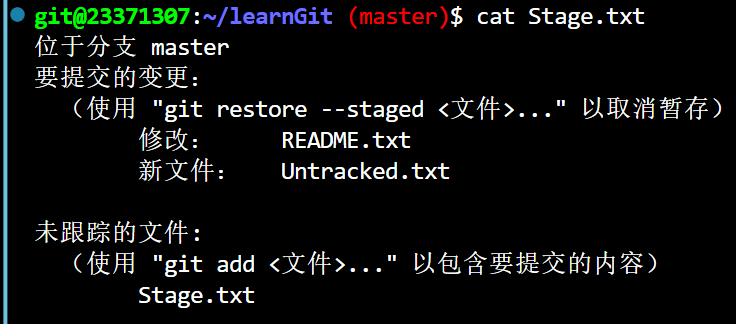 git@23371307:~/learnGit (master)$ cat Stage.txt
位于分支 master
要提交的变更：
（使用 "git restore --staged <文件>..." 以取消暂存）
修改：     README.txt
新文件：   Untracked.txt
未跟踪的文件:
（使用 "git add <文件>..." 以包含要提交的内容）
Stage.txt